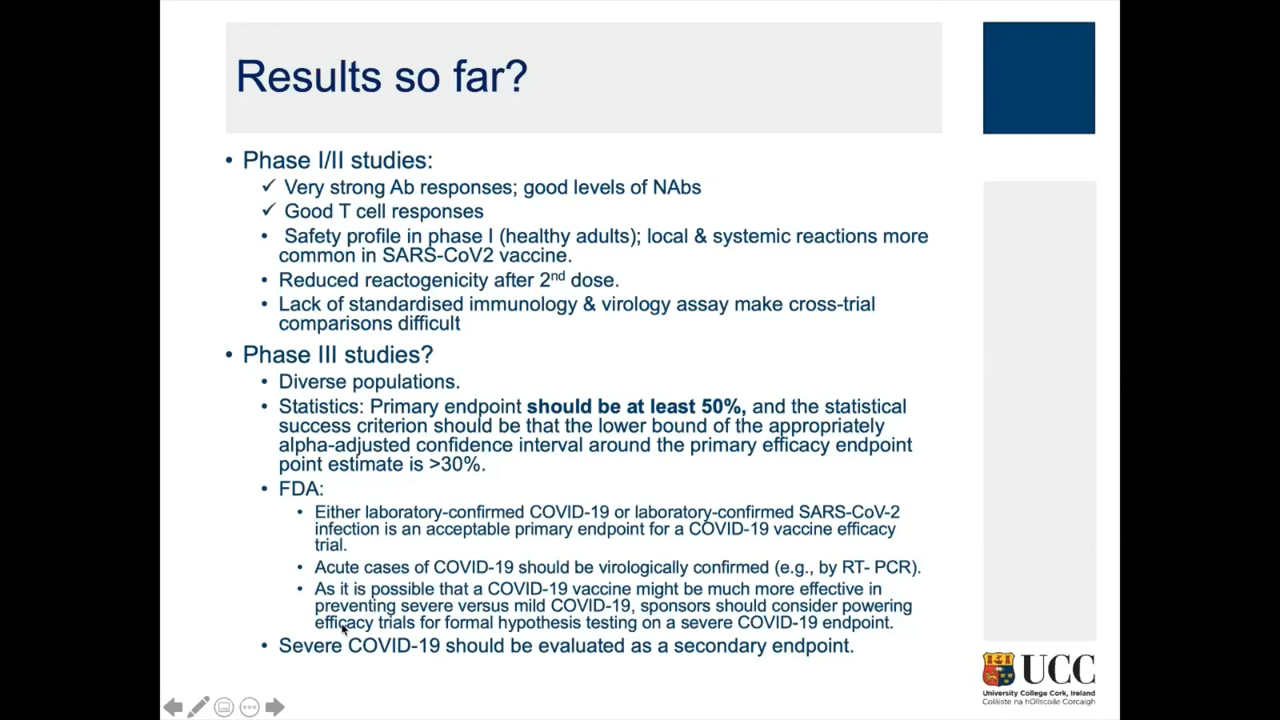 Results so far?
• Phase I/II studies:
✓ Very strong Ab responses; good levels of NAbs
✓ Good T cell responses
• Safety profile in phase I (healthy adults); local & systemic reactions more
common in SARS-CoV2 vaccine.
• Reduced reactogenicity after 2nd dose.
• Lack of standardised immunology & virology assay make cross-trial
comparisons difficult
• Phase III studies?
• Diverse populations.
• Statistics: Primary endpoint should be at least 50%, and the statistical
success criterion should be that the lower bound of the appropriately
alpha-adjusted confidence interval around the primary efficacy endpoint
point estimate is >30%.
• FDA:
• Either laboratory-confirmed COVID-19 or laboratory-confirmed SARS-CoV-2
infection is an acceptable primary endpoint for a COVID-19 vaccine efficacy
trial.
• Acute cases of COVID-19 should be virologically confirmed (e.g., by RT- PCR).
• As it is possible that a COVID-19 vaccine might be much more effective in
preventing severe versus mild COVID-19, sponsors should consider powering
efficacy trials for formal hypothesis testing on a severe COVID-19 endpoint.
• Severe COVID-19 should be evaluated as a secondary endpoint.
UCC
University College Cork, Ireland
Coláiste na hOllscoile Corcaigh